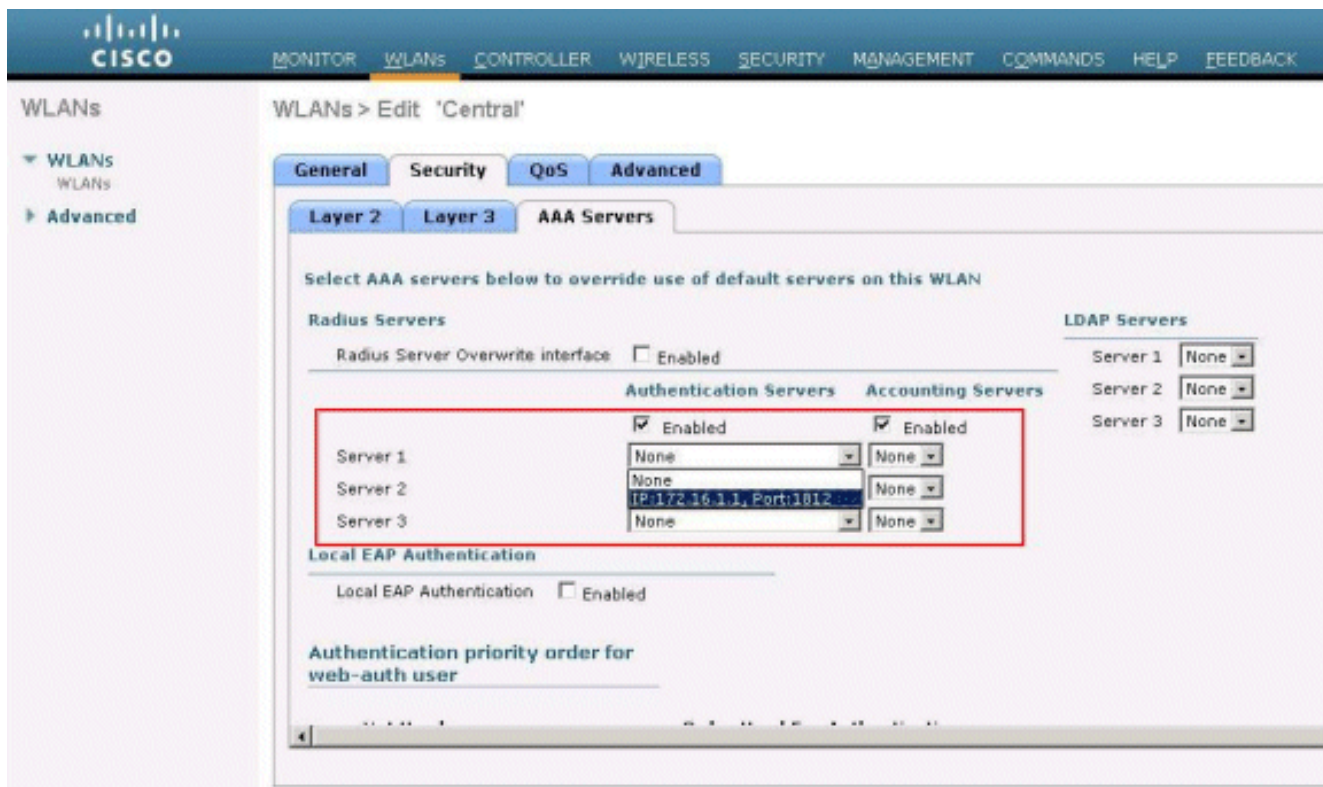 CISCO
MONITOR WLANs CONTROLLER WIRELESS SECURITY MANAGEMENT COMMANDS HELP FEEDBACK
WLANs
WLANs
WLANs
Advanced
WLANs > Edit 'Central'
General Security QoS Advanced
Layer 2 Layer 3 AAA Servers
Select AAA servers below to override use of default servers on this WLAN
Radius Servers
Radius Server Overwrite interface Enabled
Authentication Servers Accounting Servers
Enabled Enabled
Server 1 None None
None
Server 2 IP:172.16.1.1, Port:1812 None
Server 3 None None
LDAP Servers
Server 1 None
Server 2 None
Server 3 None
Local EAP Authentication
Local EAP Authentication Enabled
Authentication priority order for
web-auth user